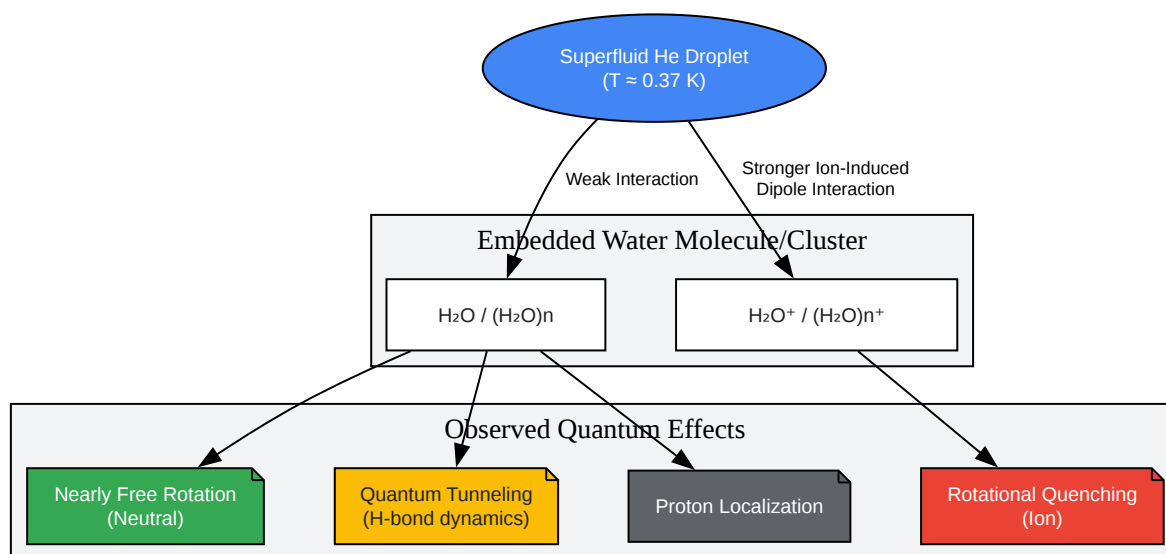 Superfluid He Droplet
(T ≈ 0.37 K)
Weak Interaction
Stronger Ion-Induced
Dipole Interaction
Embedded Water Molecule/Cluster
H₂O / (H₂O)n
H₂O⁺ / (H₂O)n⁺
Observed Quantum Effects
Nearly Free Rotation
(Neutral)
Quantum Tunneling
(H-bond dynamics)
Proton Localization
Rotational Quenching
(Ion)